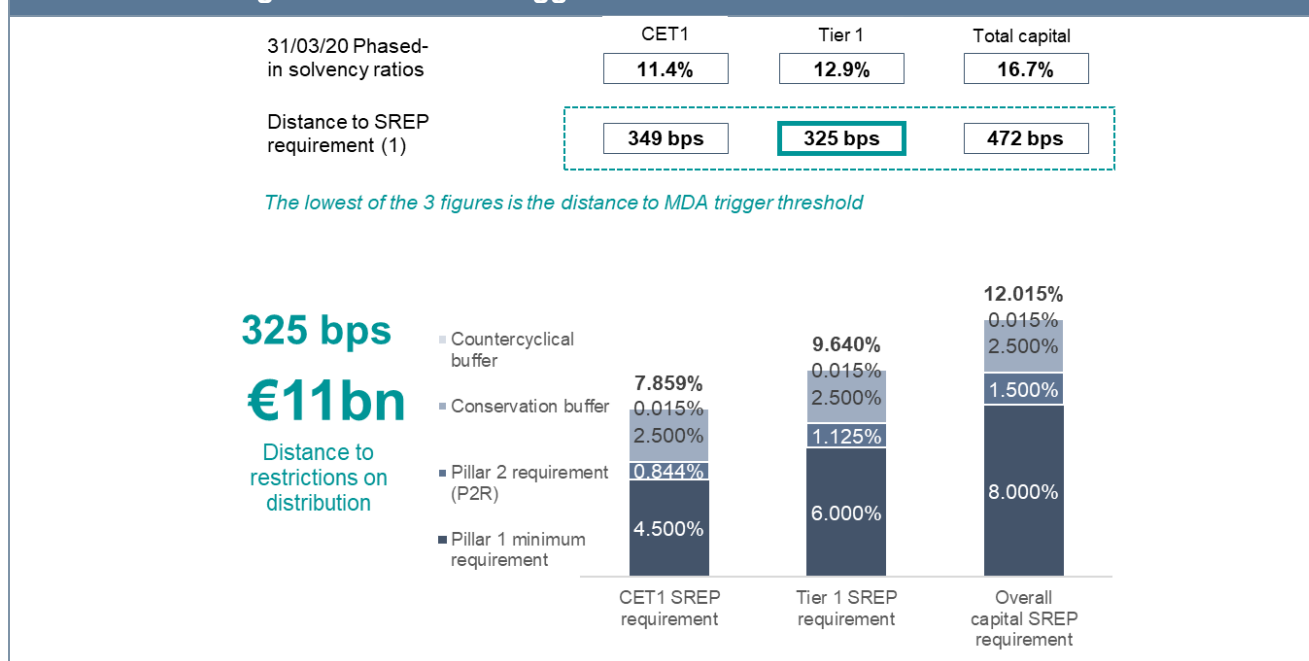 CET1
Tier 1
Total capital
31/03/20 Phased-
in solvency ratios
11.4%
12.9%
16.7%
Distance to SREP
requirement (1)
349 bps
325 bps
472 bps
The lowest of the 3 figures is the distance to MDA trigger threshold
325 bps
€11bn
Distance to
restrictions on
distribution
Countercyclical
buffer
Conservation buffer
Pillar 2 requirement
(P2R)
Pillar 1 minimum
requirement
7.859%
0.015%
2.500%
0.844%
4.500%
9.640%
0.015%
2.500%
1.125%
6.000%
12.015%
0.015%
2.500%
1.500%
8.000%
CET1 SREP
requirement
Tier 1 SREP
requirement
Overall
capital SREP
requirement